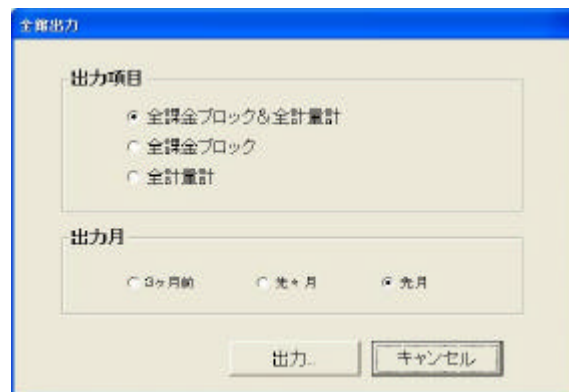 全館出力
出力項目
全課金ブロック&全計量計
全課金ブロック
全計量計
出力月
3ヶ月前 先々月 先月
出力... キャンセル